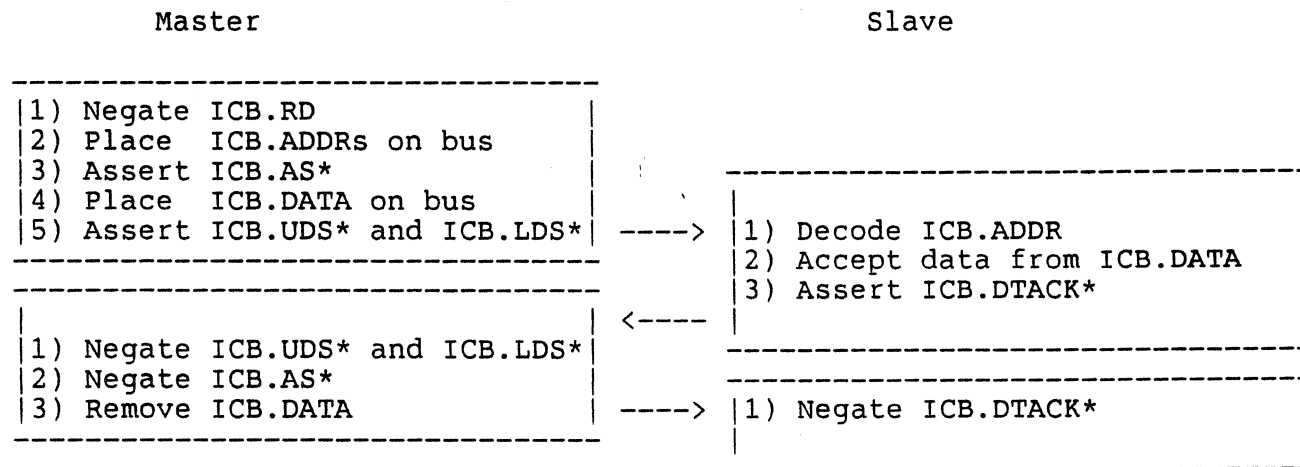 Master Slave
1) Negate ICB.RD
2) Place ICB.ADDRs on bus
3) Assert ICB.AS*
4) Place ICB.DATA on bus
5) Assert ICB.UDS* and ICB.LDS* ---->
1) Decode ICB.ADDR
2) Accept data from ICB.DATA
3) Assert ICB.DTACK*
<----
1) Negate ICB.UDS* and ICB.LDS*
2) Negate ICB.AS*
3) Remove ICB.DATA ---->
1) Negate ICB.DTACK*